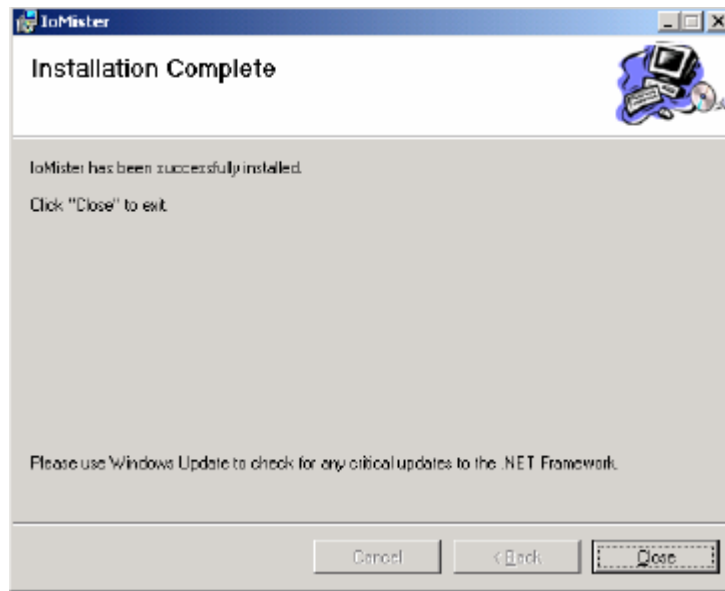 IoMister
Installation Complete
IoMister has been successfully installed.
Click "Close" to exit.
Please use Windows Update to check for any critical updates to the .NET Framework.
Cancel
< Back
Close